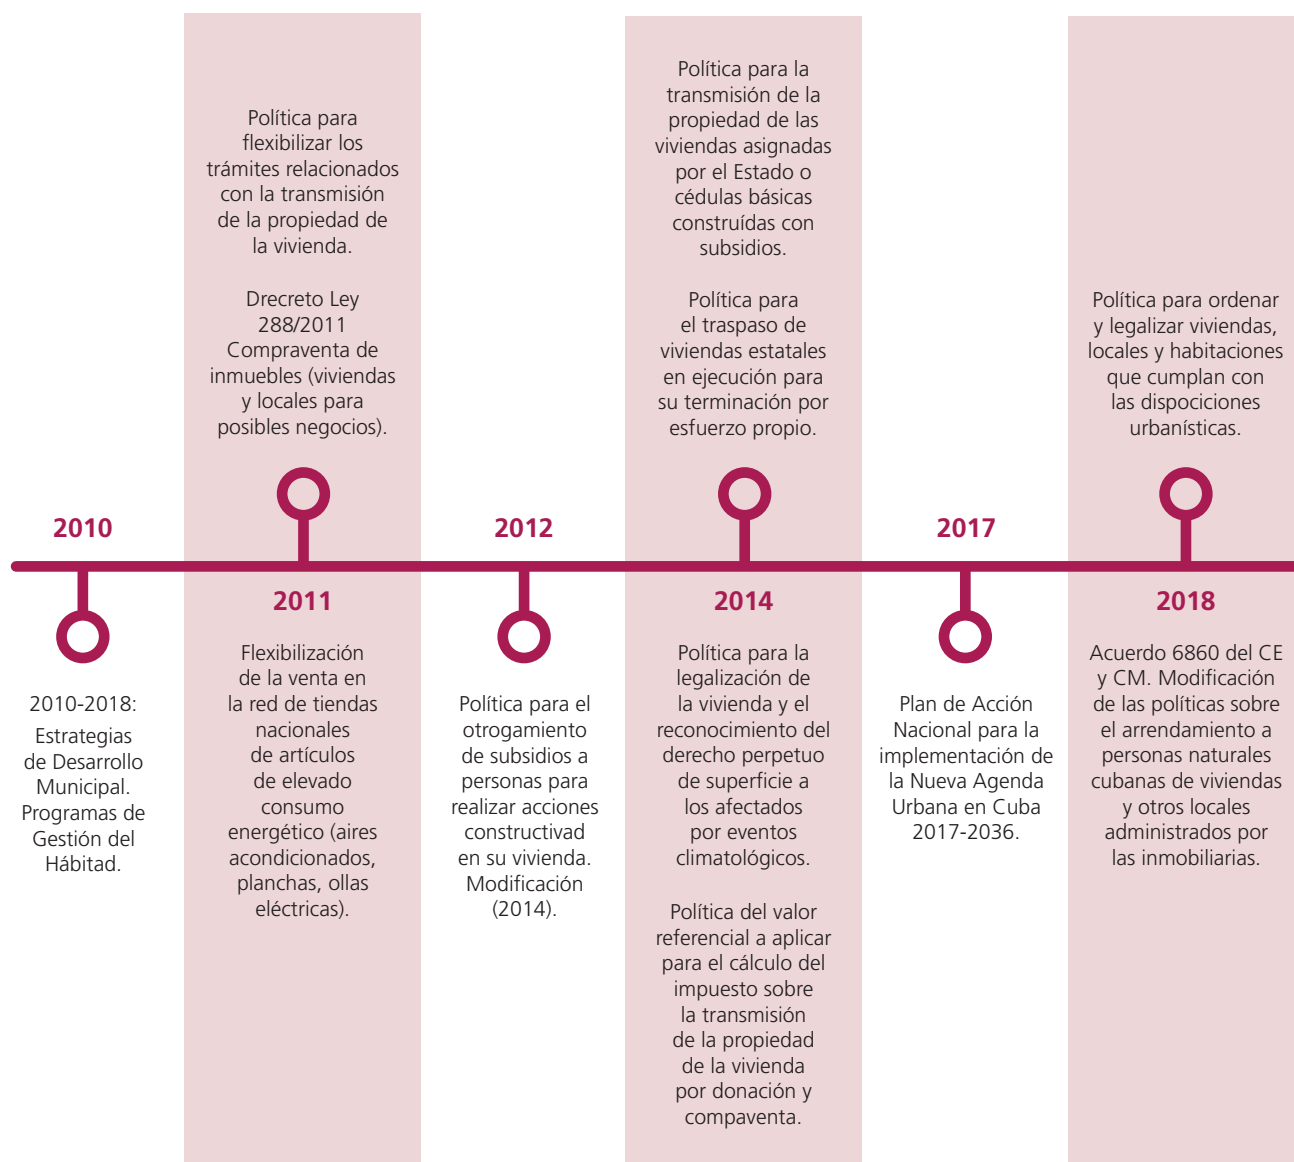 2010
2010-2018:
Estrategias
de Desarrollo
Municipal.
Programas de
Gestión del
Hábitad.
Política para
flexibilizar los
trámites relacionados
con la transmisión
de la propiedad de
la vivienda.
Drecreto Ley
288/2011
Compraventa de
inmuebles (viviendas
y locales para
posibles negocios).
2011
Flexibilización
de la venta en
la red de tiendas
nacionales
de artículos
de elevado
consumo
energético (aires
acondicionados,
planchas, ollas
eléctricas).
2012
Política para el
otrogamiento
de subsidios a
personas para
realizar acciones
constructivad
en su vivienda.
Modificación
(2014).
Política para la
transmisión de la
propiedad de las
viviendas asignadas
por el Estado o
cédulas básicas
construídas con
subsidios.
Política para
el traspaso de
viviendas estatales
en ejecución para
su terminación por
esfuerzo propio.
2014
Política para la
legalización de
la vivienda y el
reconocimiento del
derecho perpetuo
de superficie a
los afectados
por eventos
climatológicos.
Política del valor
referencial a aplicar
para el cálculo del
impuesto sobre
la transmisión
de la propiedad
de la vivienda
por donación y
compaventa.
2017
Plan de Acción
Nacional para la
implementación de
la Nueva Agenda
Urbana en Cuba
2017-2036.
Política para ordenar
y legalizar viviendas,
locales y habitaciones
que cumplan con
las dispociciones
urbanísticas.
2018
Acuerdo 6860 del CE
y CM. Modificación
de las políticas sobre
el arrendamiento a
personas naturales
cubanas de viviendas
y otros locales
administrados por
las inmobiliarias.